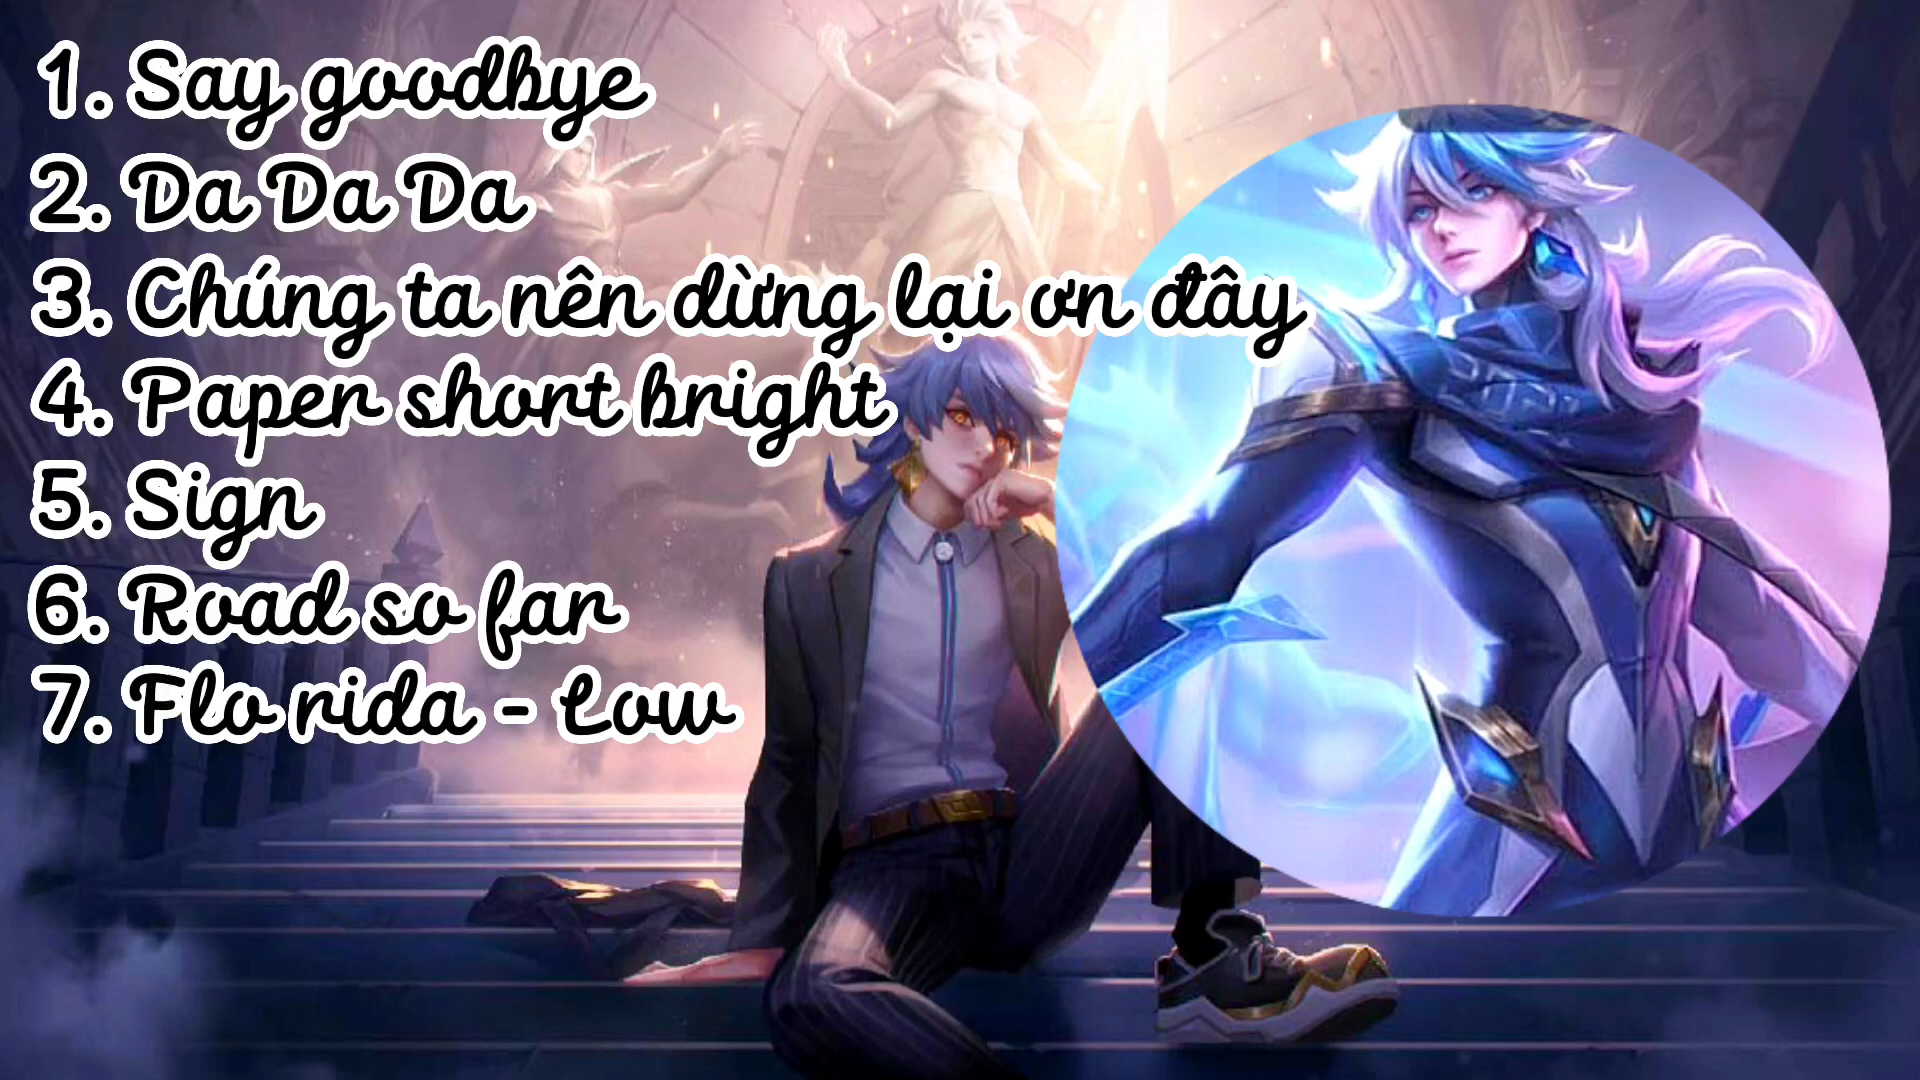 1. Say goodbye
2. Da Da Da
3. Chúng ta nên dừng lại ơn đây
4. Paper short bright
5. Sign
6. Road so far
7. Flo rida - Low